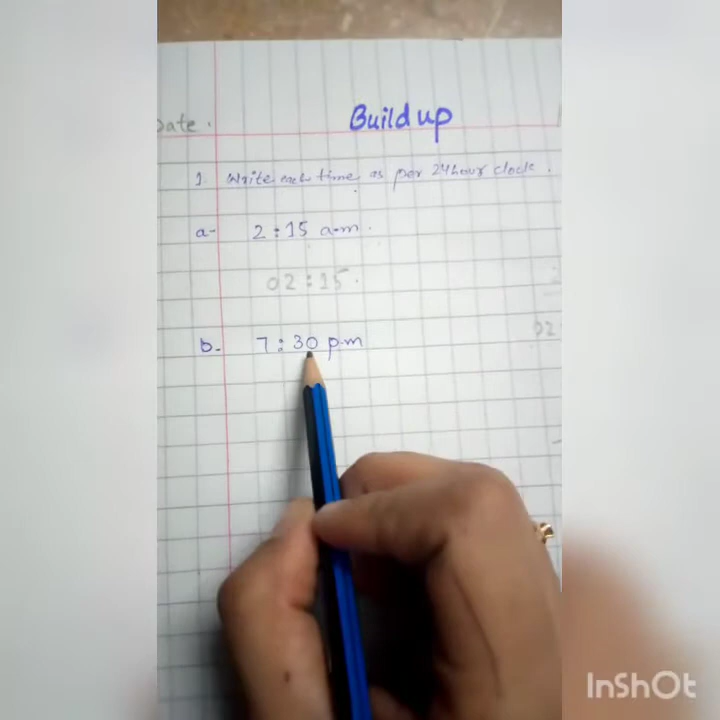 Date.
Build up
1. Write each time as per 24 hour clock.
a- 2:15 a.m.
02:15.
b- 7:30 p.m
02
InShOt